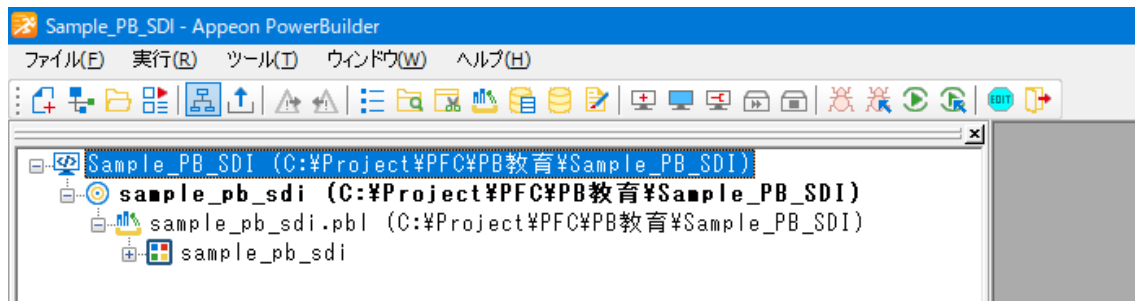 Sample_PB_SDI - Appeon PowerBuilder
ファイル(F) 実行(R) ツール(T) ウィンドウ(W) ヘルプ(H)
EDIT
Sample_PB_SDI (C:¥Project¥PFC¥PB教育¥Sample_PB_SDI)
sample_pb_sdi (C:¥Project¥PFC¥PB教育¥Sample_PB_SDI)
sample_pb_sdi.pbl (C:¥Project¥PFC¥PB教育¥Sample_PB_SDI)
sample_pb_sdi